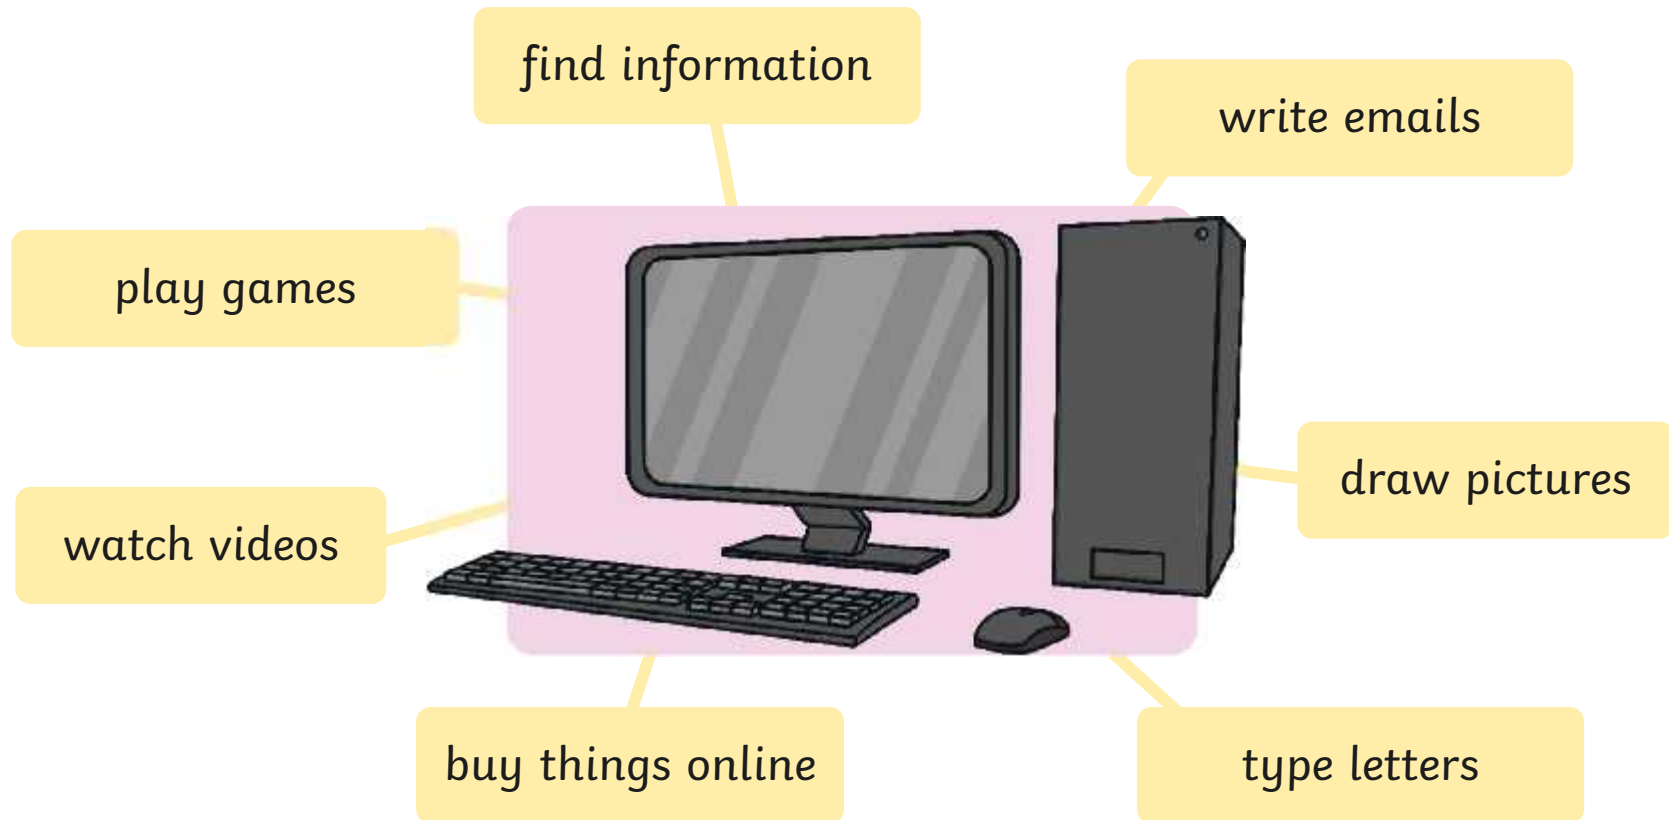 find information
write emails
play games
draw pictures
watch videos
buy things online
type letters